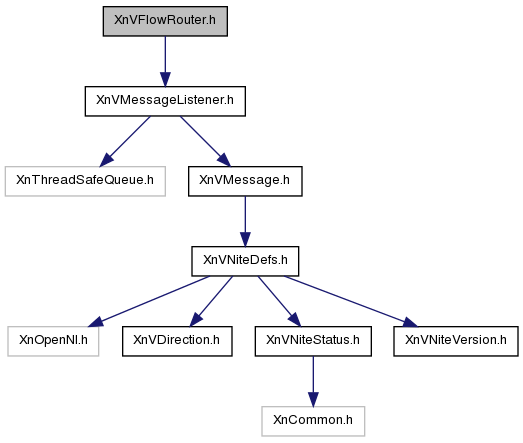 XnVFlowRouter.h
XnVMessageListener.h
XnThreadSafeQueue.h
XnVMessage.h
XnVNiteDefs.h
XnOpenNI.h
XnVDirection.h
XnVNiteStatus.h
XnVNiteVersion.h
XnCommon.h